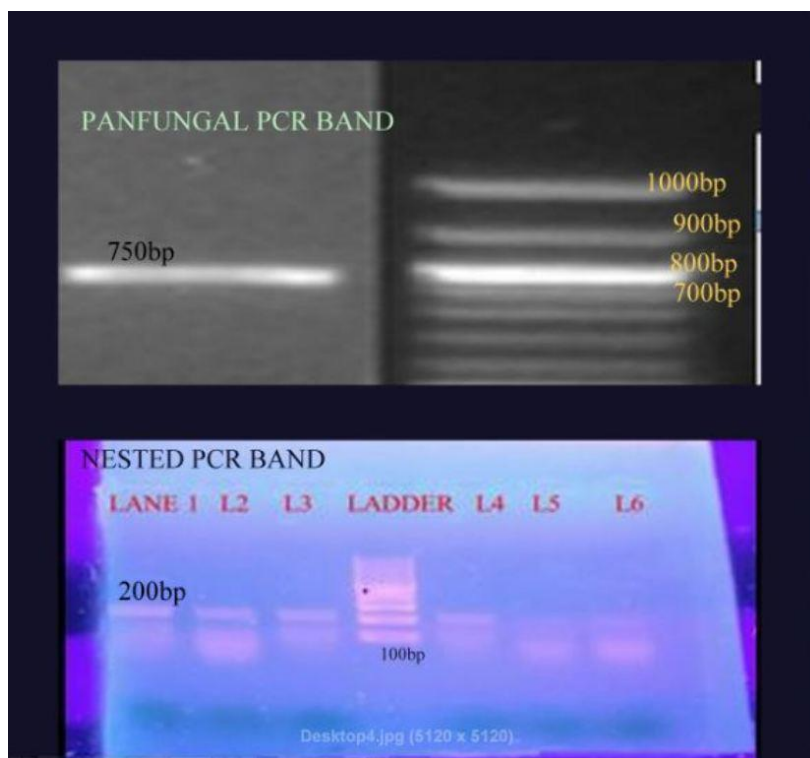 PANFUNGAL PCR BAND
1000bp
900bp
750bp
800bp
700bp
NESTED PCR BAND
LANE 1 L2 L3 LADDER L4 L5 L6
200bp
100bp
Desktop4.jpg (5120 x 5120).